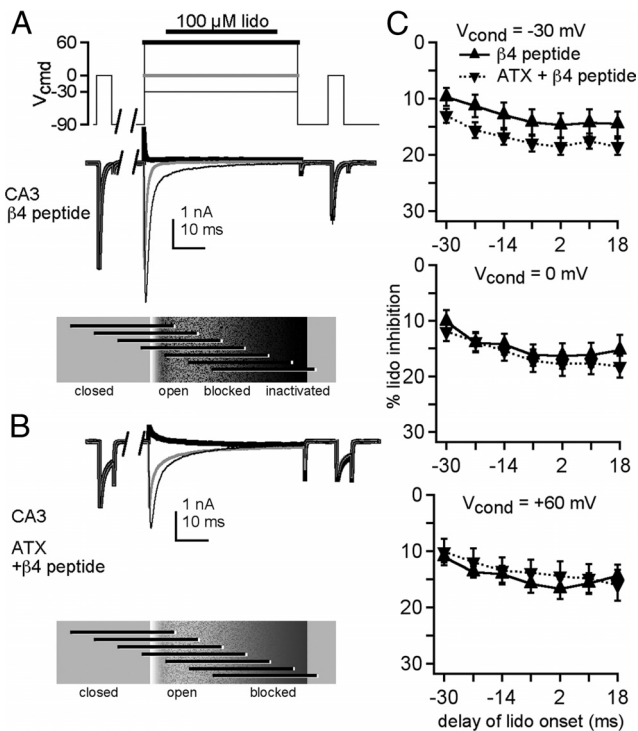 A
100 µM lido
60
0
-30
-90
Vcmd
CA3
β4 peptide
1 nA
10 ms
closed
open
blocked
inactivated
B
CA3
ATX
+β4 peptide
1 nA
10 ms
closed
open
blocked
C
Vcond = -30 mV
β4 peptide
ATX + β4 peptide
0
10
20
30
-30
-14
2
18
Vcond = 0 mV
0
10
20
30
-30
-14
2
18
% lido inhibition
Vcond = +60 mV
0
10
20
30
-30
-14
2
18
delay of lido onset (ms)